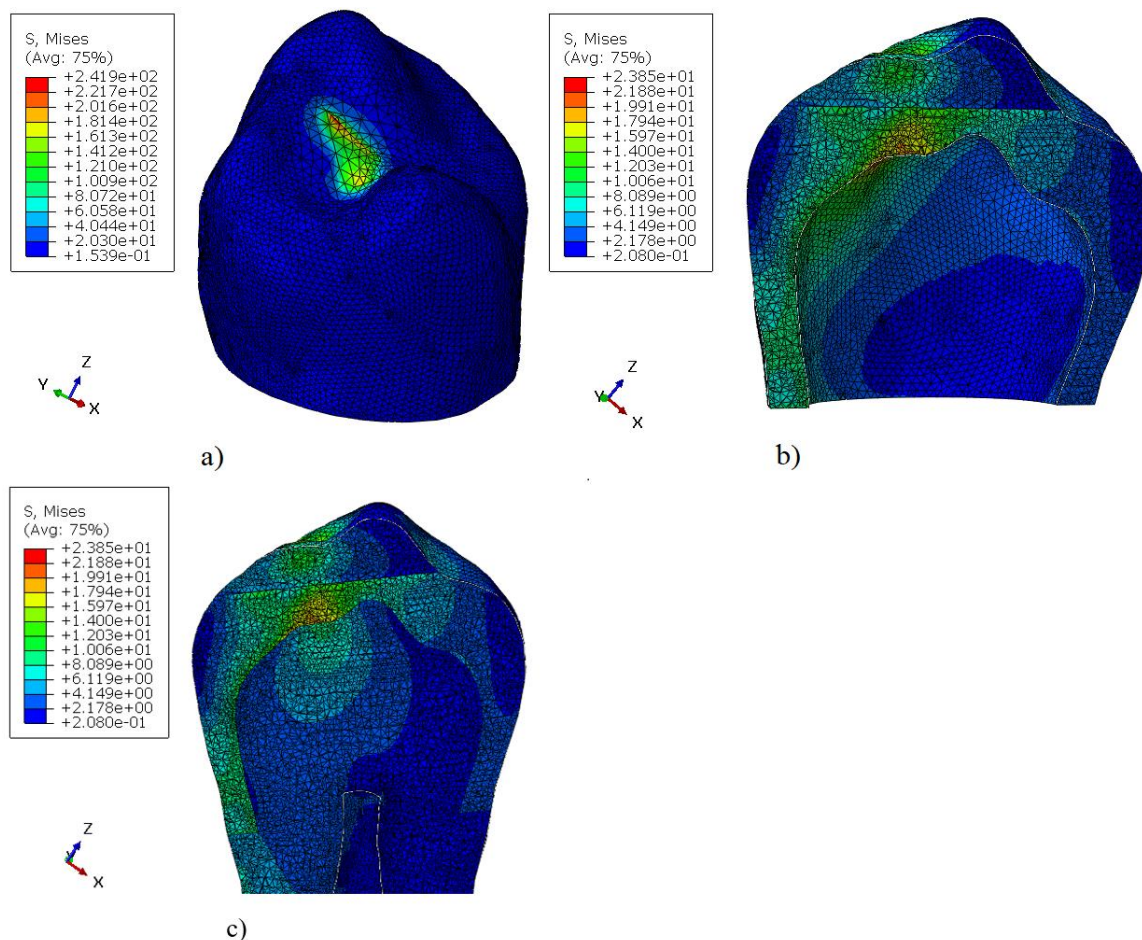 S, Mises
(Avg: 75%)
+2.419e+02
+2.217e+02
+2.016e+02
+1.814e+02
+1.613e+02
+1.412e+02
+1.210e+02
+1.009e+02
+8.072e+01
+6.058e+01
+4.044e+01
+2.030e+01
+1.539e-01
Z
Y
X
a)
S, Mises
(Avg: 75%)
+2.385e+01
+2.188e+01
+1.991e+01
+1.794e+01
+1.597e+01
+1.400e+01
+1.203e+01
+1.006e+01
+8.089e+00
+6.119e+00
+4.149e+00
+2.178e+00
+2.080e-01
Z
Y
X
b)
S, Mises
(Avg: 75%)
+2.385e+01
+2.188e+01
+1.991e+01
+1.794e+01
+1.597e+01
+1.400e+01
+1.203e+01
+1.006e+01
+8.089e+00
+6.119e+00
+4.149e+00
+2.178e+00
+2.080e-01
Z
Y
X
c)